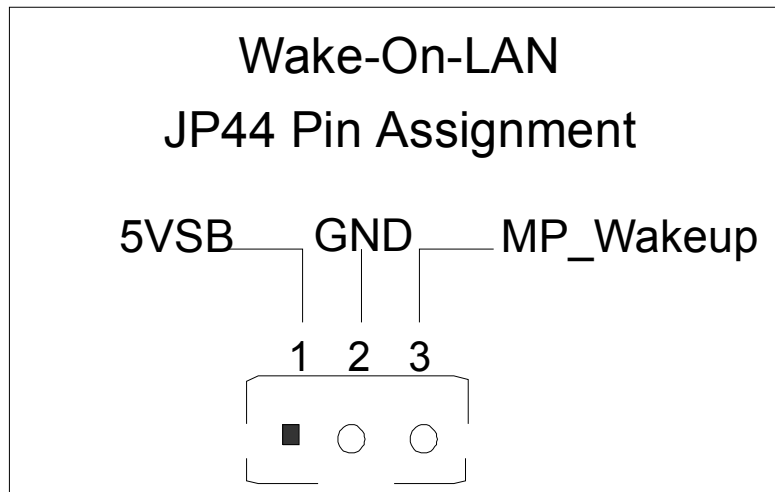 Wake-On-LAN
JP44 Pin Assignment
5VSB GND MP_Wakeup
1 2 3